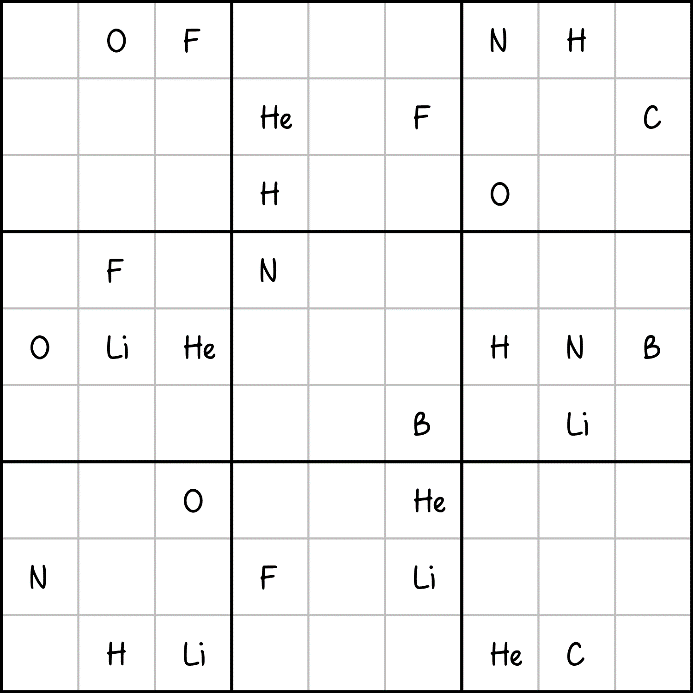 O F N H
He F C
H O
F N
O Li He H N B
B Li
O He
N F Li
H Li He C